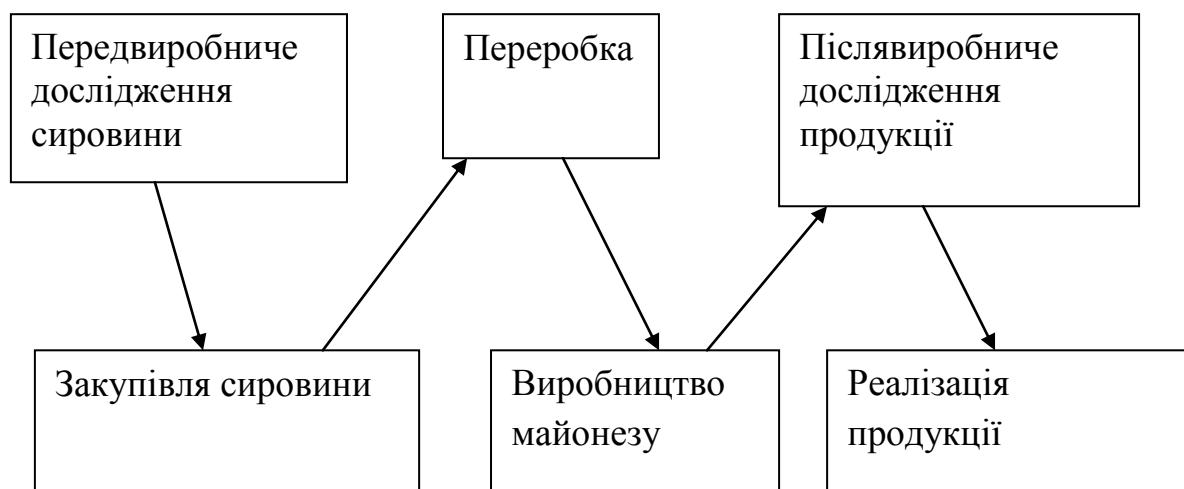 Передвиробниче
дослідження
сировини
Переробка
Післявиробниче
дослідження
продукції
Закупівля сировини
Виробництво
майонезу
Реалізація
продукції